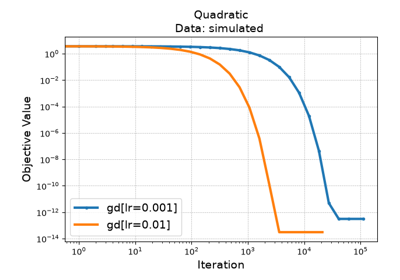 Quadratic
Data: simulated
Objective Value
10⁰
10⁻²
10⁻⁴
10⁻⁶
10⁻⁸
10⁻¹⁰
10⁻¹²
10⁻¹⁴
gd[lr=0.001]
gd[lr=0.01]
10⁰
10¹
10²
10³
10⁴
10⁵
Iteration